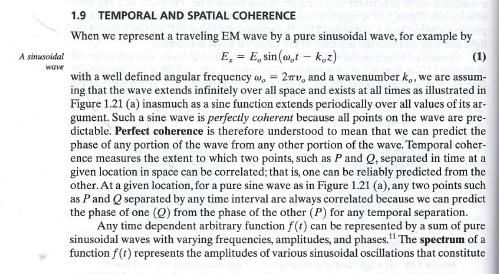 1.9 TEMPORAL AND SPATIAL COHERENCE
When we represent a traveling EM wave by a pure sinusoidal wave, for example by
A sinusoidal
wave
Eₓ = Eₒ sin(ωₒt − kₒz) (1)
with a well defined angular frequency ωₒ = 2πυₒ and a wavenumber kₒ, we are assum-
ing that the wave extends infinitely over all space and exists at all times as illustrated in
Figure 1.21 (a) inasmuch as a sine function extends periodically over all values of its ar-
gument. Such a sine wave is perfectly coherent because all points on the wave are pre-
dictable. Perfect coherence is therefore understood to mean that we can predict the
phase of any portion of the wave from any other portion of the wave. Temporal coher-
ence measures the extent to which two points, such as P and Q, separated in time at a
given location in space can be correlated; that is, one can be reliably predicted from the
other. At a given location, for a pure sine wave as in Figure 1.21 (a), any two points such
as P and Q separated by any time interval are always correlated because we can predict
the phase of one (Q) from the phase of the other (P) for any temporal separation.
Any time dependent arbitrary function f(t) can be represented by a sum of pure
sinusoidal waves with varying frequencies, amplitudes, and phases.¹¹ The spectrum of a
function f(t) represents the amplitudes of various sinusoidal oscillations that constitute